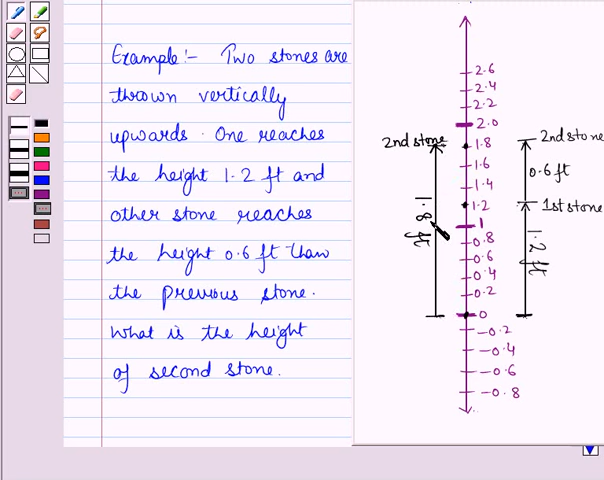 Example:- Two stones are
thrown vertically
upwards. One reaches
the height 1.2 ft and
other stone reaches
the height 0.6 ft than
the previous stone.
What is the height
of second stone.
2.6
2.4
2.2
2.0
2nd stone
1.8
2nd stone
1.6
0.6 ft
1.4
1.2
1st stone
1.8 ft
1
1.2 ft
0.8
0.6
0.4
0.2
0
-0.2
-0.4
-0.6
-0.8